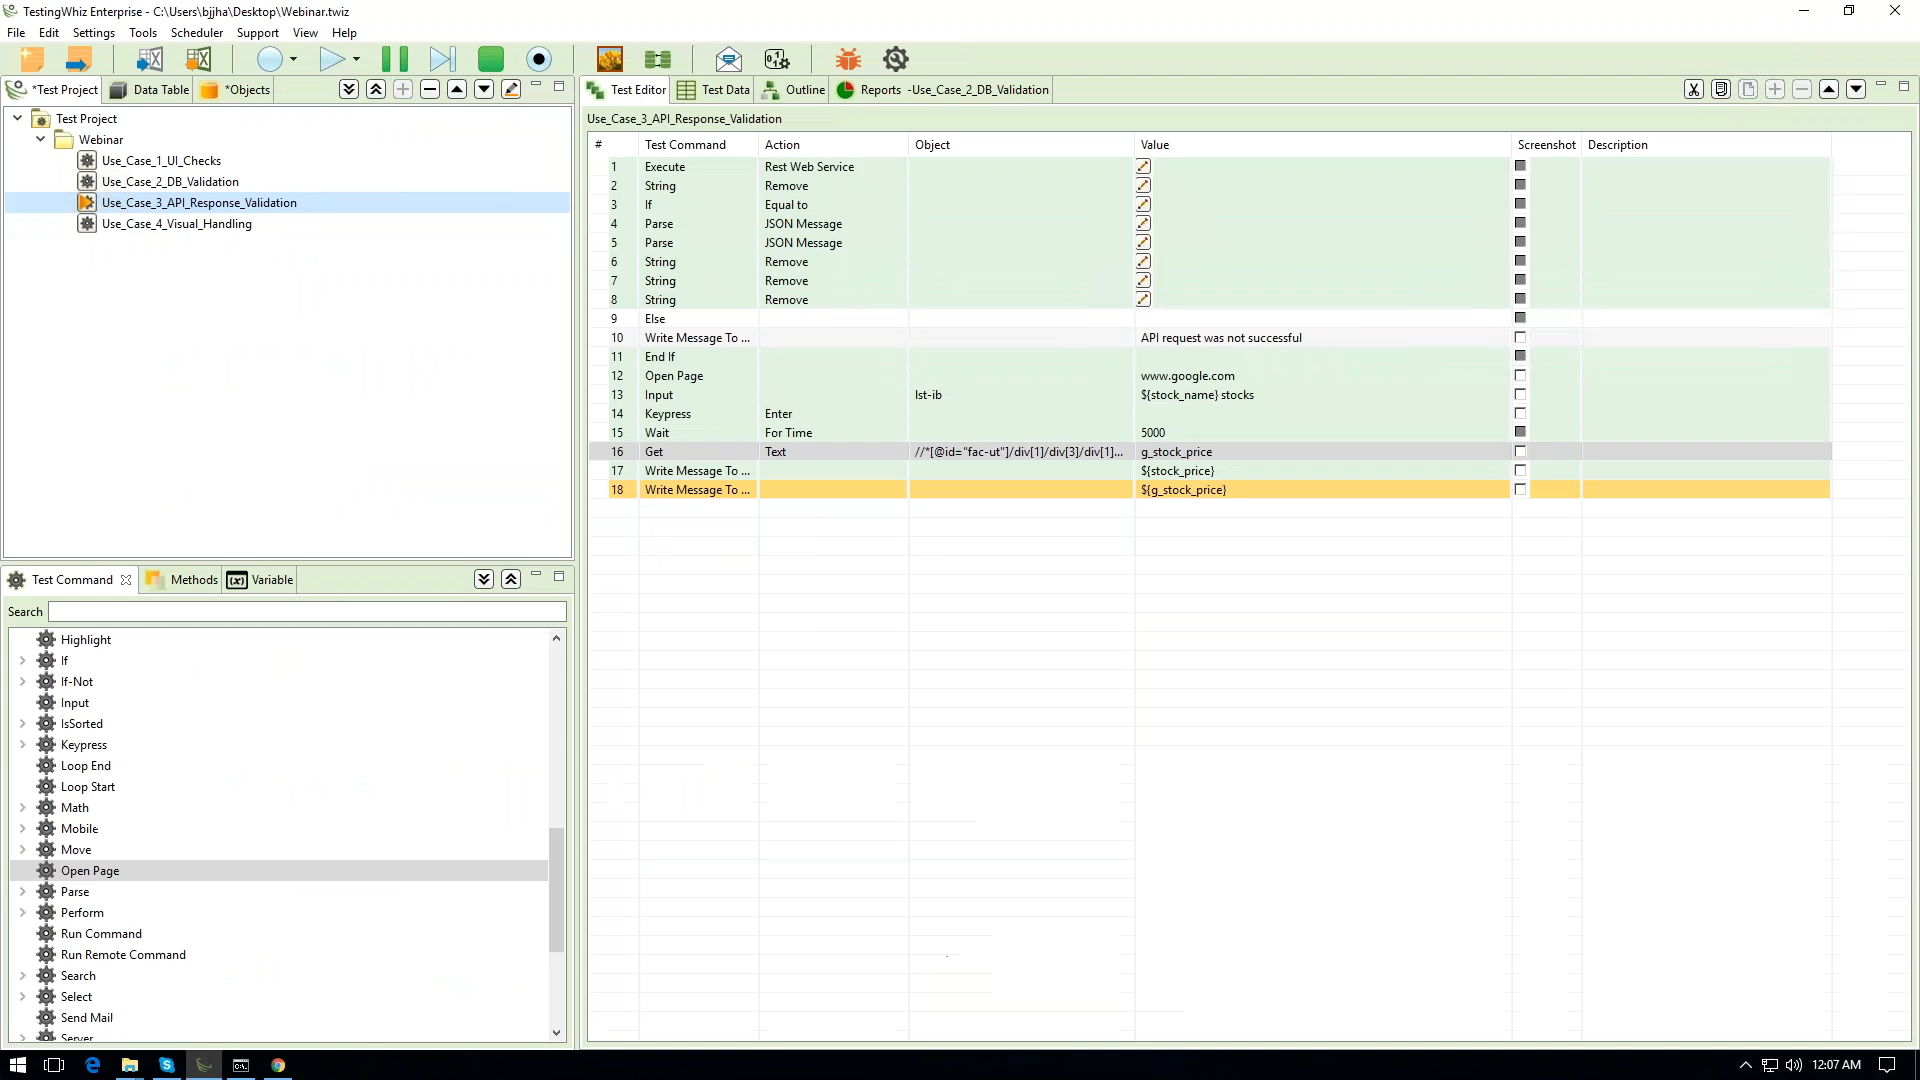 TestingWhiz Enterprise - C:\Users\bjjha\Desktop\Webinar.twiz
File Edit Settings Tools Scheduler Support View Help
*Test Project Data Table *Objects
Test Project
Webinar
Use_Case_1_UI_Checks
Use_Case_2_DB_Validation
Use_Case_3_API_Response_Validation
Use_Case_4_Visual_Handling
Test Command Methods (x) Variable
Search
Highlight
If
If-Not
Input
IsSorted
Keypress
Loop End
Loop Start
Math
Mobile
Move
Open Page
Parse
Perform
Run Command
Run Remote Command
Search
Select
Send Mail
Server
Test Editor Test Data Outline Reports -Use_Case_2_DB_Validation
Use_Case_3_API_Response_Validation
# Test Command Action Object Value Screenshot Description
1 Execute Rest Web Service
2 String Remove
3 If Equal to
4 Parse JSON Message
5 Parse JSON Message
6 String Remove
7 String Remove
8 String Remove
9 Else
10 Write Message To ... API request was not successful
11 End If
12 Open Page www.google.com
13 Input lst-ib ${stock_name} stocks
14 Keypress Enter
15 Wait For Time 5000
16 Get Text //*[@id="fac-ut"]/div[1]/div[3]/div[1]... g_stock_price
17 Write Message To ... ${stock_price}
18 Write Message To ... ${g_stock_price}
12:07 AM